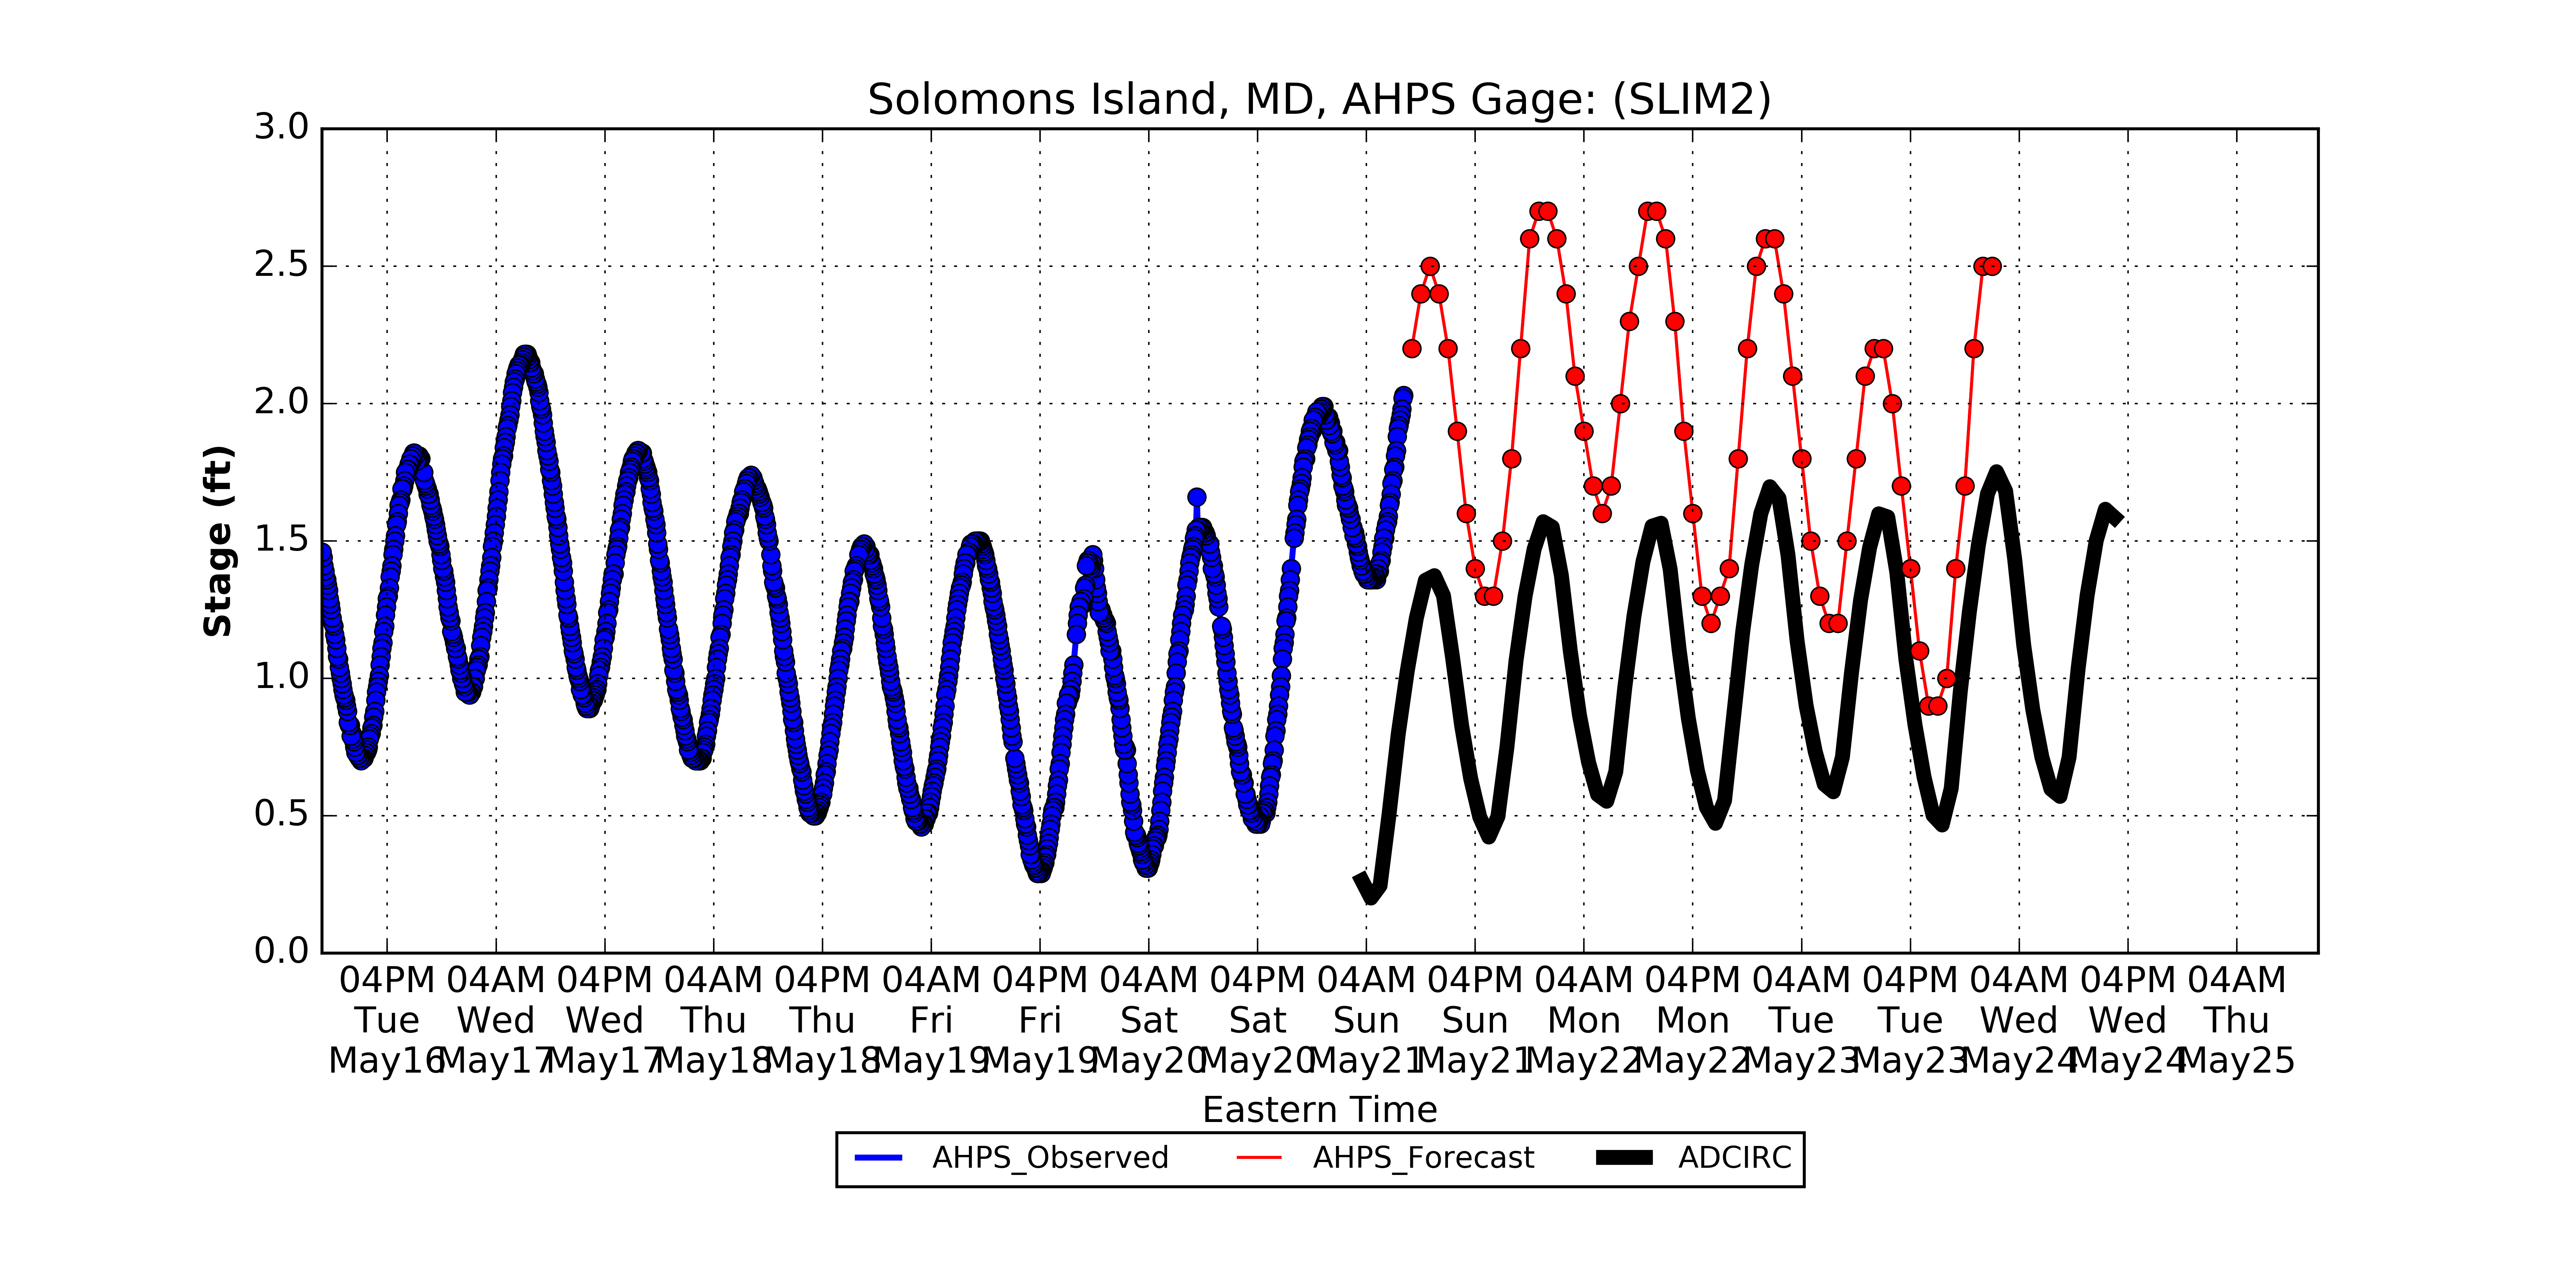 Solomons Island, MD, AHPS Gage: (SLIM2)
Stage (ft)
3.0
2.5
2.0
1.5
1.0
0.5
0.0
04PM 04AM 04PM 04AM 04PM 04AM 04PM 04AM 04PM 04AM 04PM 04AM 04PM 04AM 04PM 04AM 04PM 04AM
Tue Wed Wed Thu Thu Fri Fri Sat Sat Sun Sun Mon Mon Tue Tue Wed Wed Thu
May16 May17 May17 May18 May18 May19 May19 May20 May20 May21 May21 May22 May22 May23 May23 May24 May24 May25
Eastern Time
AHPS_Observed AHPS_Forecast ADCIRC